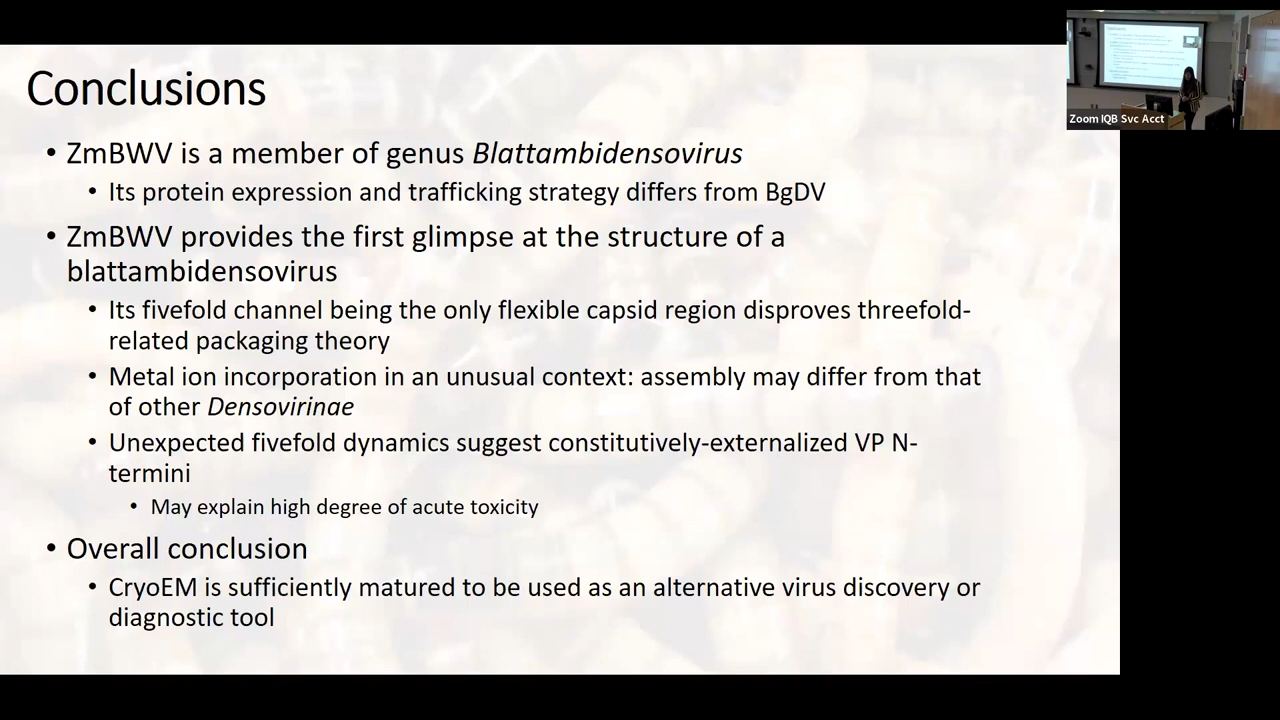 Conclusions
• ZmBWV is a member of genus Blattambidensovirus
• Its protein expression and trafficking strategy differs from BgDV
• ZmBWV provides the first glimpse at the structure of a
blattambidensovirus
• Its fivefold channel being the only flexible capsid region disproves threefold-
related packaging theory
• Metal ion incorporation in an unusual context: assembly may differ from that
of other Densovirinae
• Unexpected fivefold dynamics suggest constitutively-externalized VP N-
termini
• May explain high degree of acute toxicity
• Overall conclusion
• CryoEM is sufficiently matured to be used as an alternative virus discovery or
diagnostic tool
Zoom IQB Svc Acct